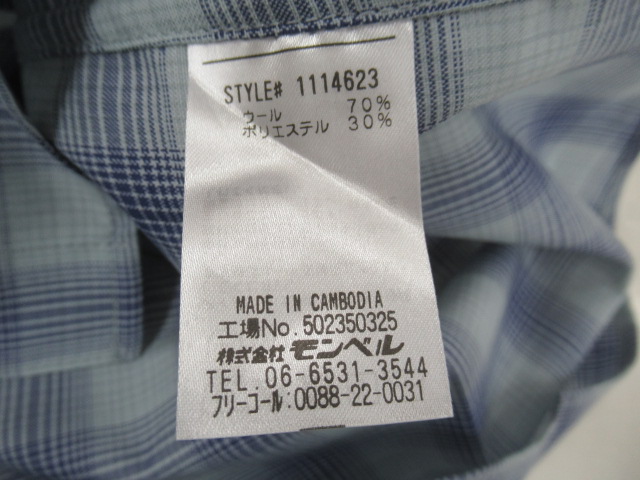 STYLE# 1114623
ウール 70%
ポリエステル 30%
MADE IN CAMBODIA
工場No.502350325
株式会社 モンベル
TEL.06-6531-3544
フリーコール:0088-22-0031